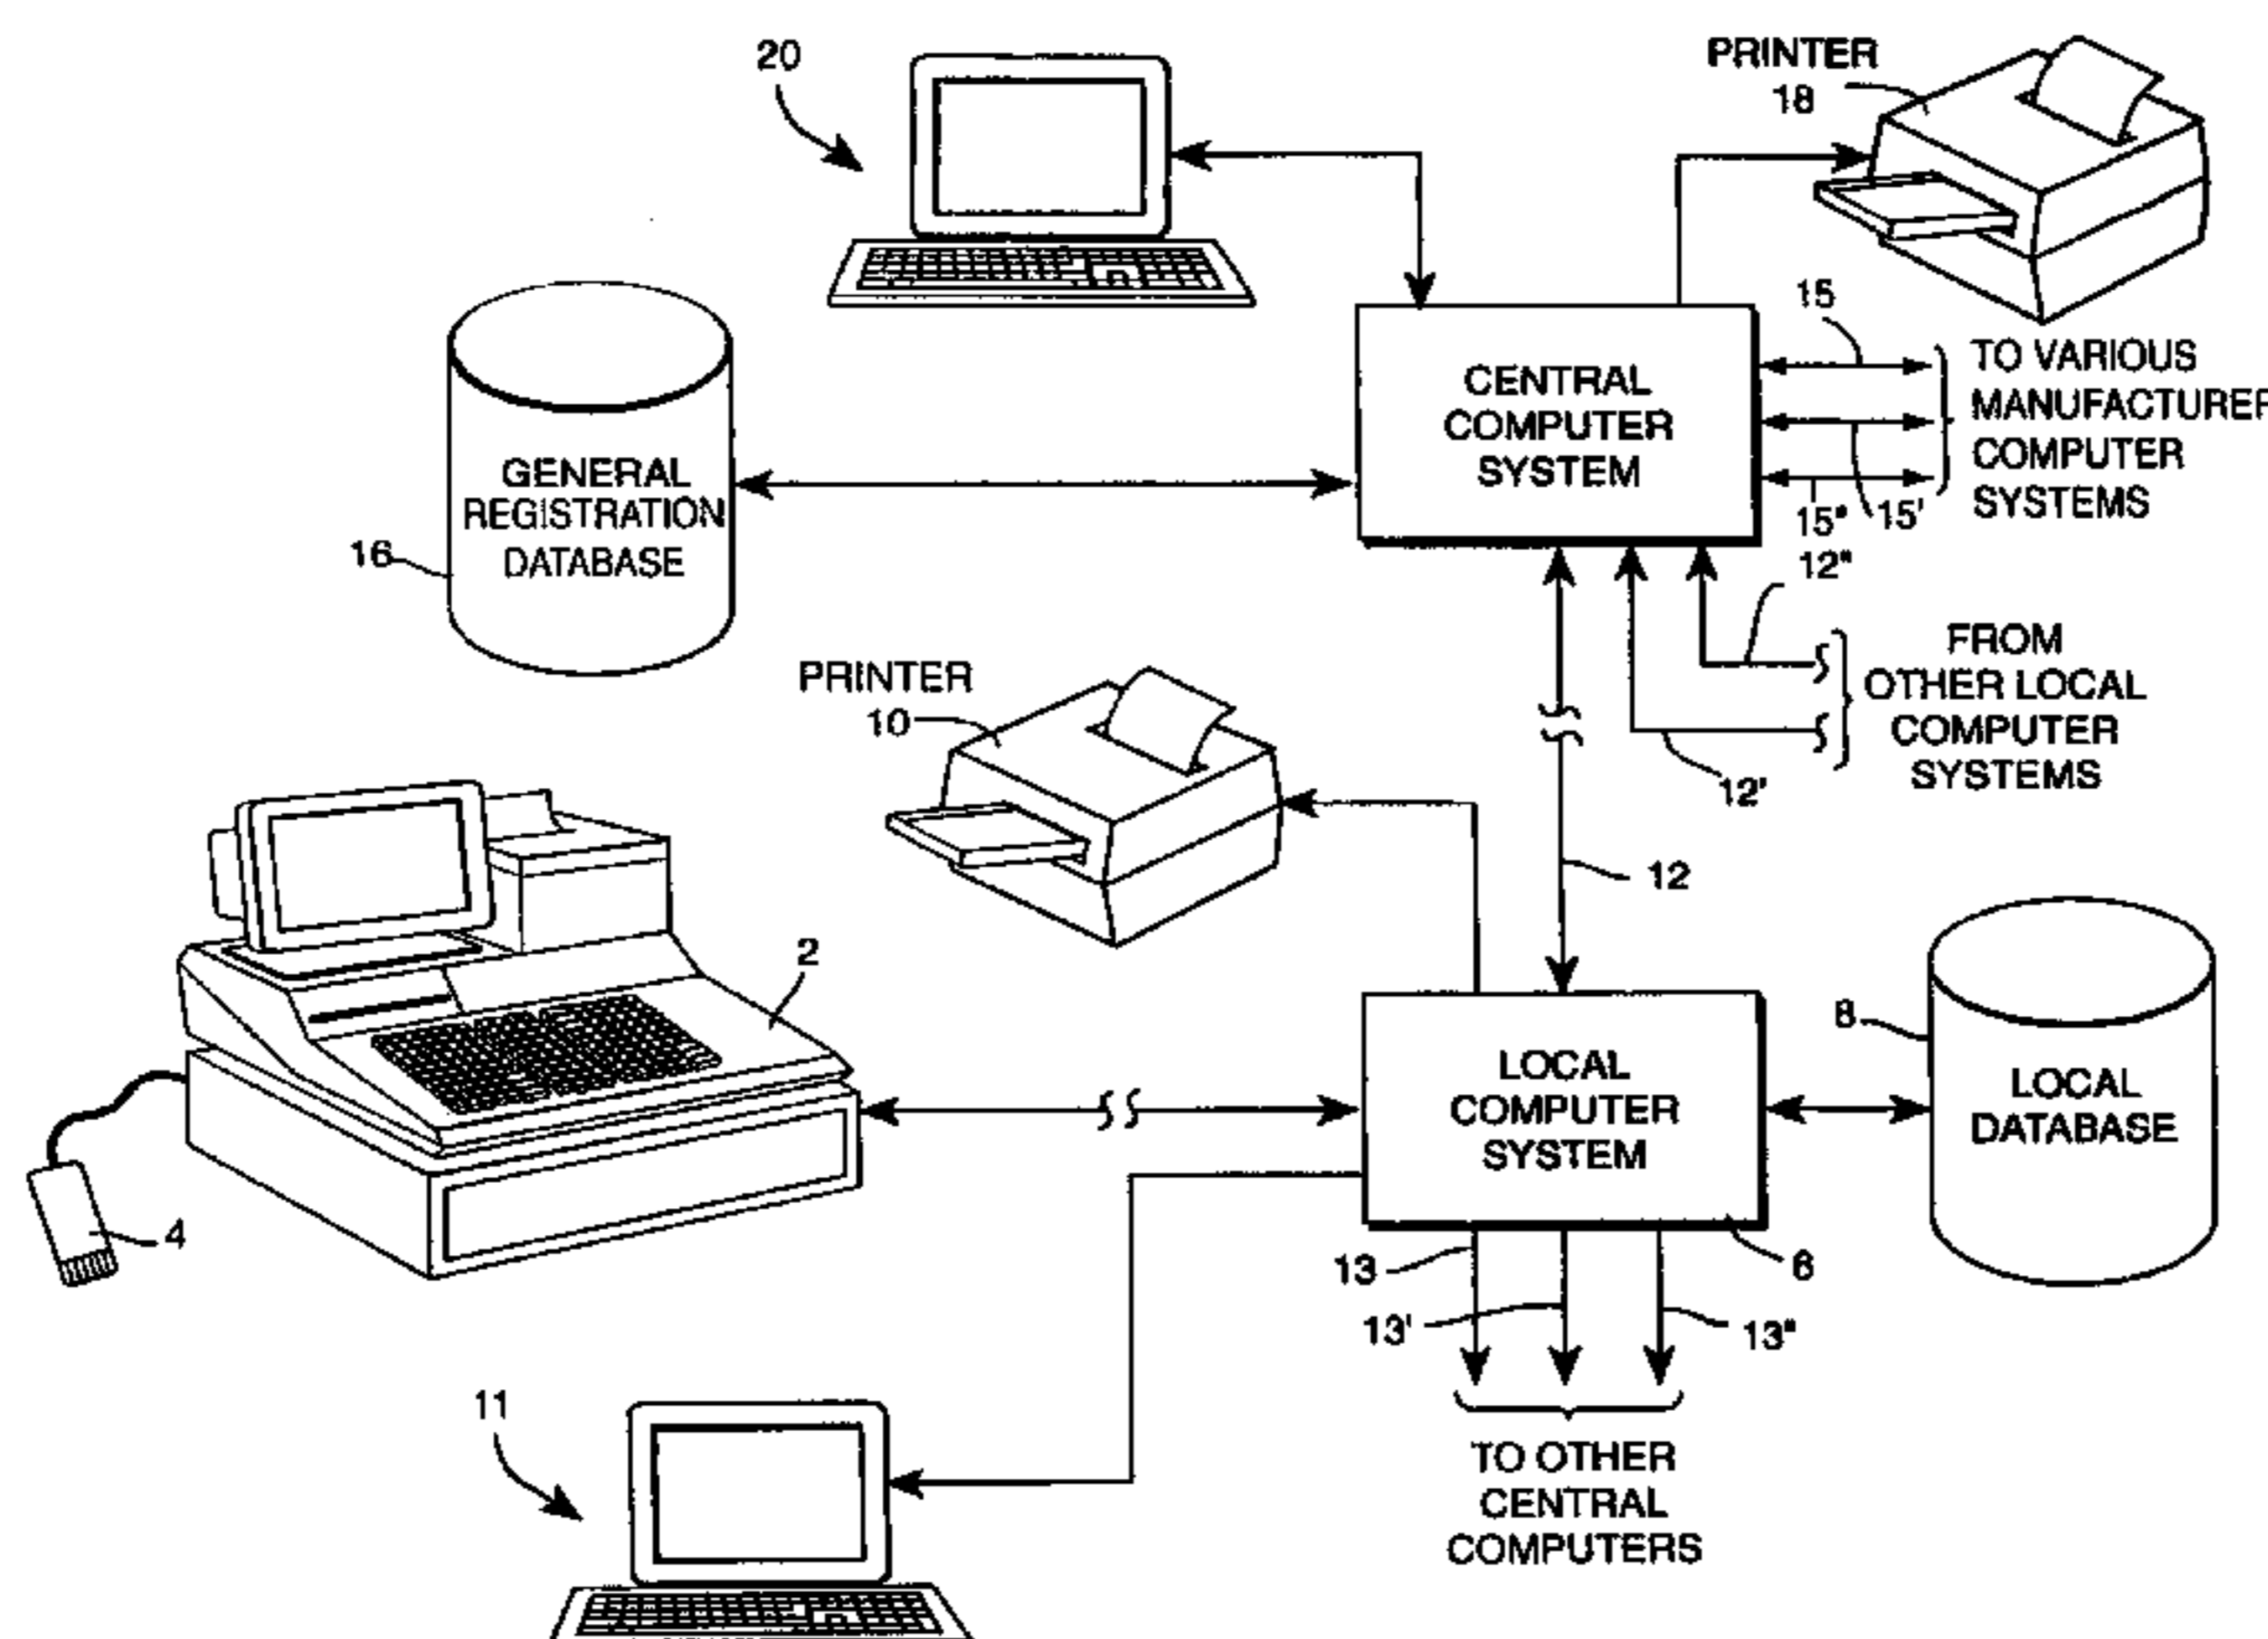 20
PRINTER
18
15
TO VARIOUS
MANUFACTURER
COMPUTER
SYSTEMS
CENTRAL
COMPUTER
SYSTEM
15"
15'
GENERAL
REGISTRATION
DATABASE
16
12"
FROM
OTHER LOCAL
COMPUTER
SYSTEMS
12'
PRINTER
10
12
2
8
LOCAL
COMPUTER
SYSTEM
LOCAL
DATABASE
4
13
6
13'
13"
11
TO OTHER
CENTRAL
COMPUTERS